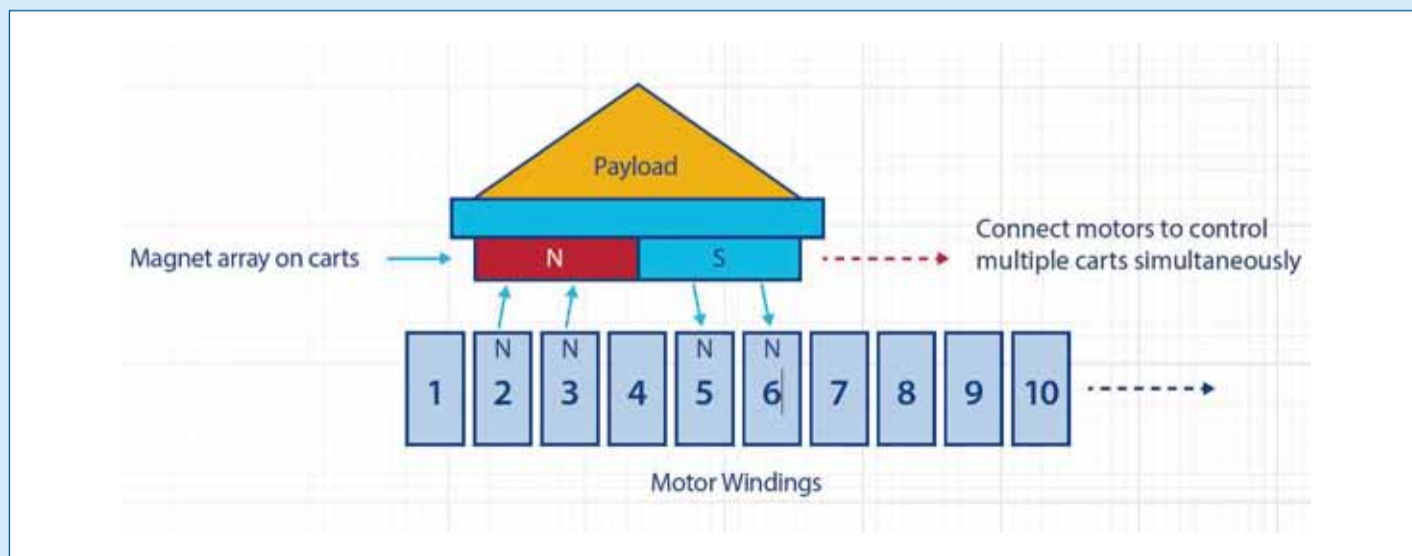 Payload
Magnet array on carts
N S
Connect motors to control
multiple carts simultaneously
N N N N
1 2 3 4 5 6 7 8 9 10
Motor Windings